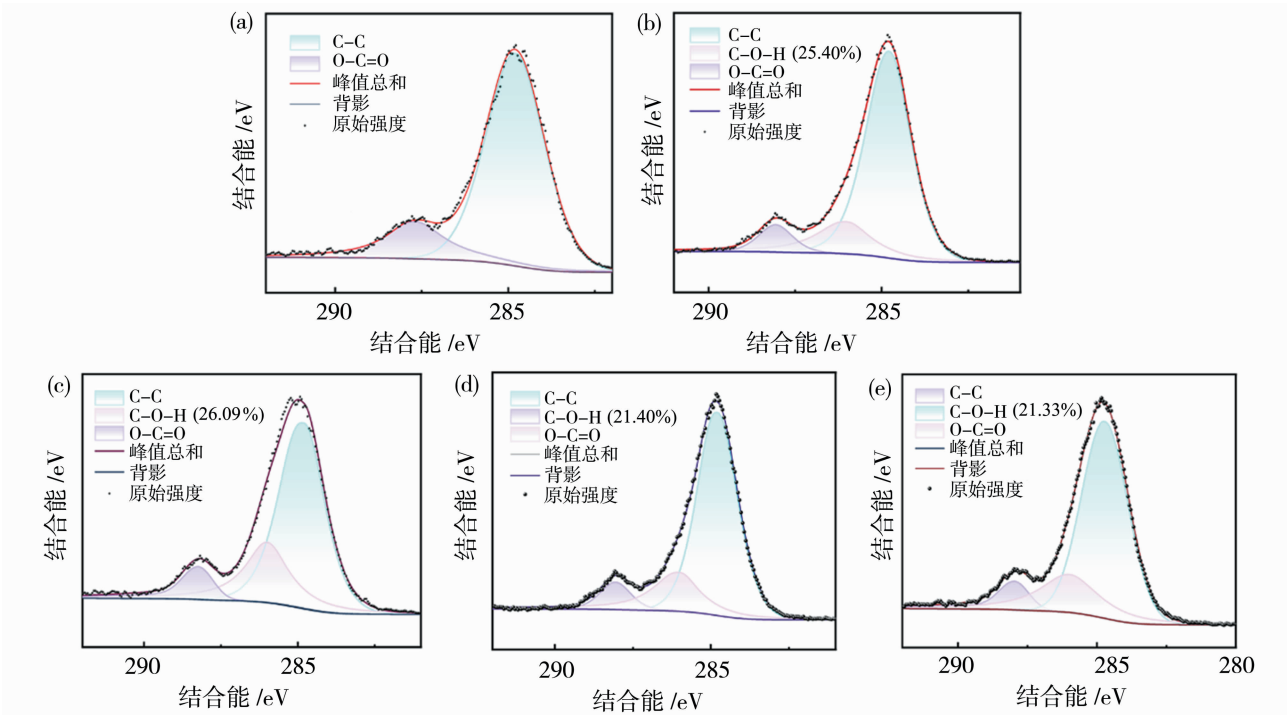 (a)
C–C
O–C=O
峰值总和
背影
原始强度
结合能 /eV
290
285
结合能 /eV
(b)
C–C
C–O–H (25.40%)
O–C=O
峰值总和
背影
原始强度
结合能 /eV
290
285
结合能 /eV
(c)
C–C
C–O–H (26.09%)
O–C=O
峰值总和
背影
原始强度
结合能 /eV
290
285
结合能 /eV
(d)
C–C
C–O–H (21.40%)
O–C=O
峰值总和
背影
原始强度
结合能 /eV
290
285
结合能 /eV
(e)
C–C
C–O–H (21.33%)
O–C=O
峰值总和
背影
原始强度
结合能 /eV
290
285
280
结合能 /eV